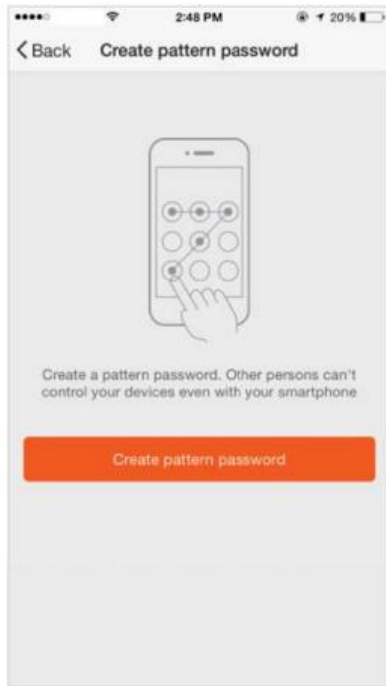 2:48 PM 20%
Back Create pattern password
Create a pattern password. Other persons can't
control your devices even with your smartphone
Create pattern password